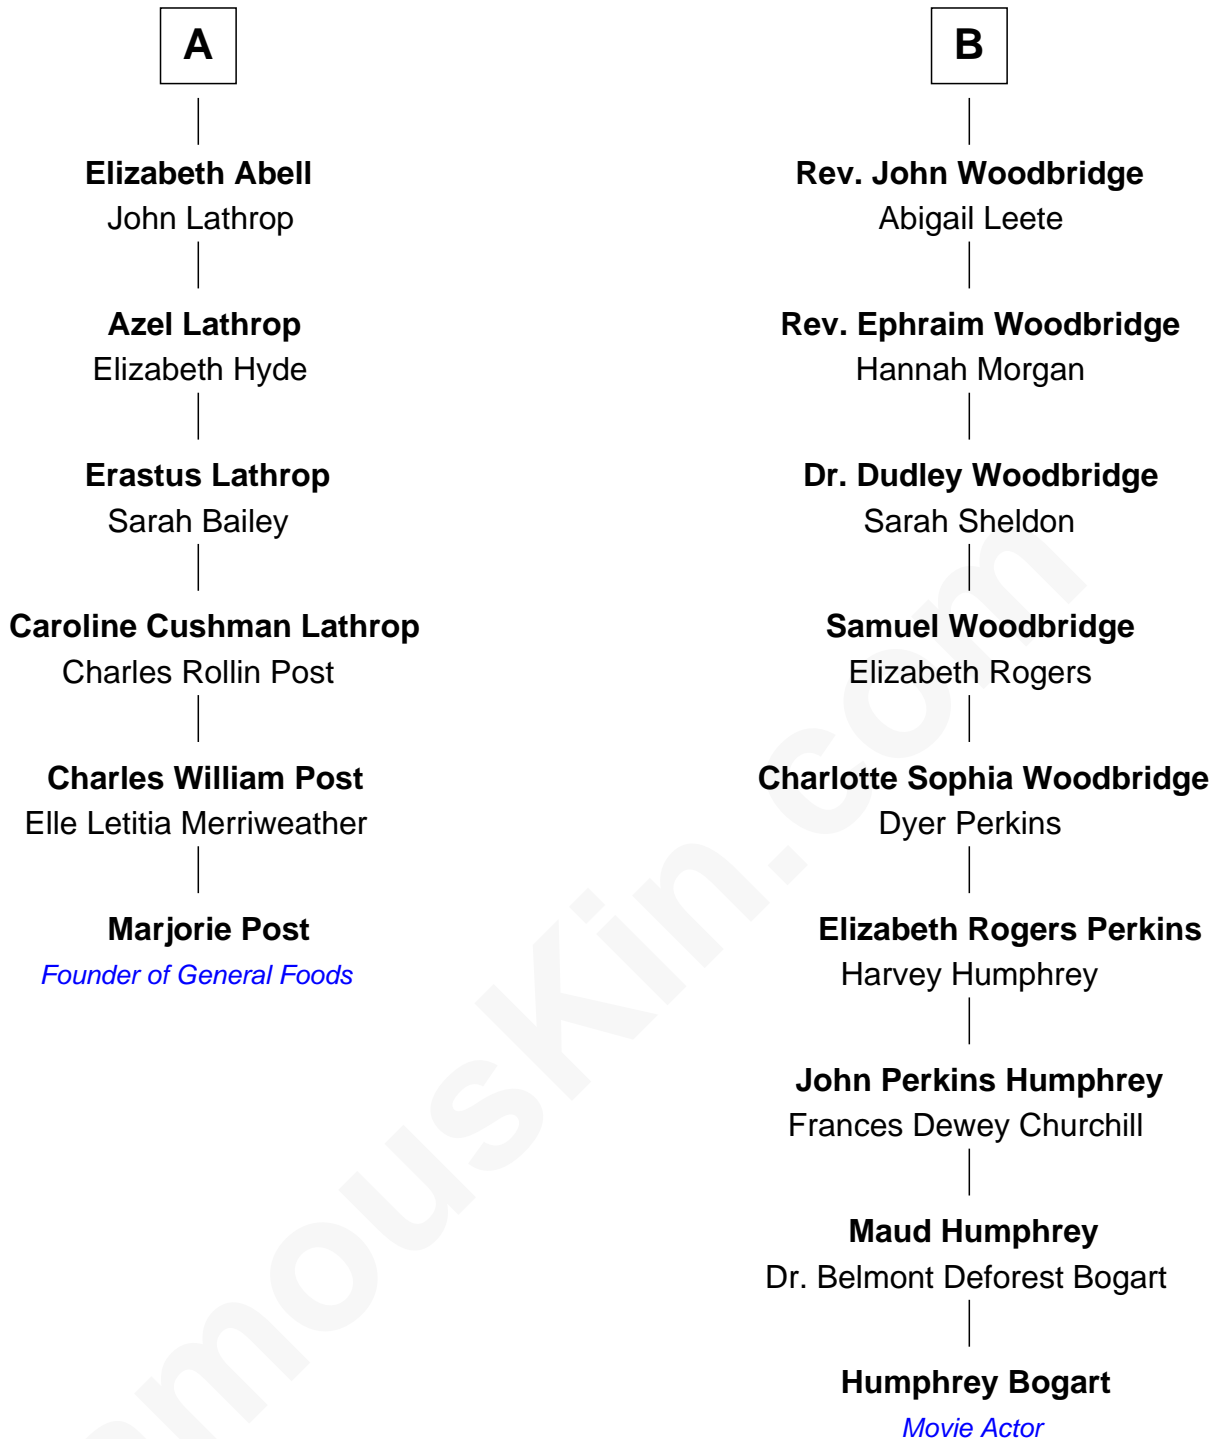 A
Elizabeth Abell
John Lathrop
Azel Lathrop
Elizabeth Hyde
Erastus Lathrop
Sarah Bailey
Caroline Cushman Lathrop
Charles Rollin Post
Charles William Post
Elle Letitia Merriweather
Marjorie Post
Founder of General Foods
B
Rev. John Woodbridge
Abigail Leete
Rev. Ephraim Woodbridge
Hannah Morgan
Dr. Dudley Woodbridge
Sarah Sheldon
Samuel Woodbridge
Elizabeth Rogers
Charlotte Sophia Woodbridge
Dyer Perkins
Elizabeth Rogers Perkins
Harvey Humphrey
John Perkins Humphrey
Frances Dewey Churchill
Maud Humphrey
Dr. Belmont Deforest Bogart
Humphrey Bogart
Movie Actor
amousKin.com